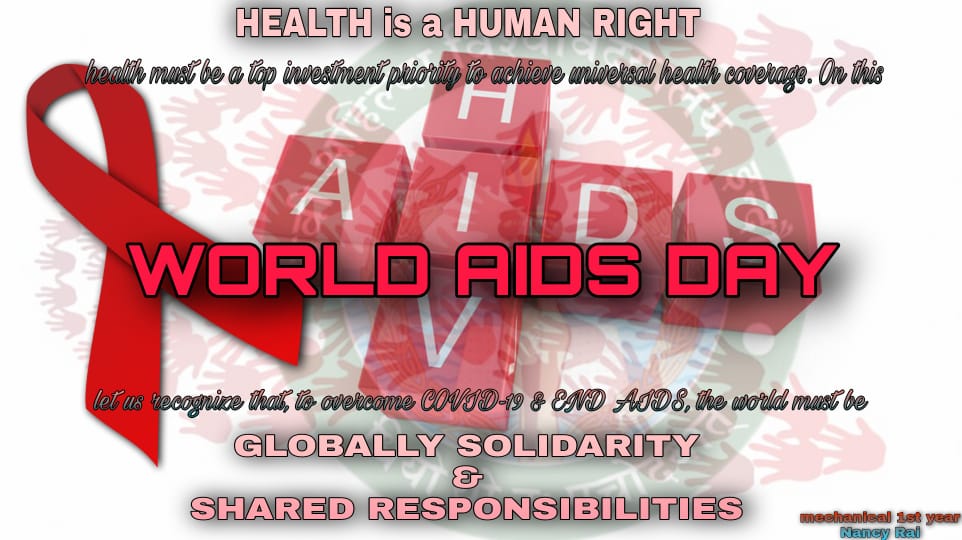 HEALTH is a HUMAN RIGHT
health must be a top investment priority to achieve universal health coverage. On this
H
A I D S
WORLD AIDS DAY
V
let us recognize that, to overcome COVID-19 & END AIDS, the world must be
GLOBALLY SOLIDARITY
&
SHARED RESPONSIBILITIES
mechanical 1st year
Nancy Rai